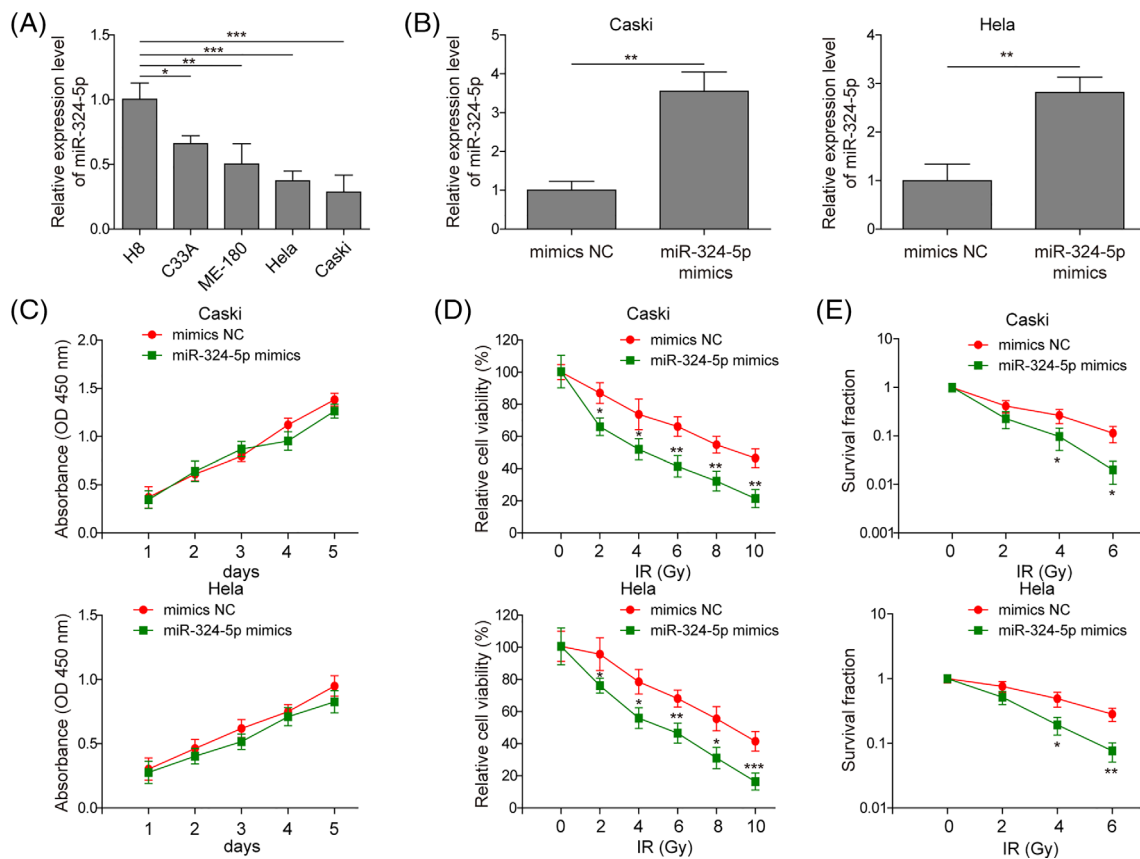 (A)
Relative expression level
of miR-324-5p
1.5
1.0
0.5
0.0
***
***
**
*
H8
C33A
ME-180
Hela
Caski
(B)
Caski
Relative expression level
of miR-324-5p
5
4
3
2
1
0
**
mimics NC
miR-324-5p
mimics
Hela
Relative expression level
of miR-324-5p
4
3
2
1
0
**
mimics NC
miR-324-5p
mimics
(C)
Caski
mimics NC
miR-324-5p mimics
Absorbance (OD 450 nm)
2.0
1.5
1.0
0.5
0.0
1 2 3 4 5
days
Hela
mimics NC
miR-324-5p mimics
Absorbance (OD 450 nm)
1.5
1.0
0.5
0.0
1 2 3 4 5
days
(D)
Caski
mimics NC
miR-324-5p mimics
Relative cell viability (%)
120
100
80
60
40
20
0
*
*
**
**
**
0 2 4 6 8 10
IR (Gy)
Hela
mimics NC
miR-324-5p mimics
Relative cell viability (%)
120
100
80
60
40
20
0
*
*
**
*
***
0 2 4 6 8 10
IR (Gy)
(E)
Caski
mimics NC
miR-324-5p mimics
Survival fraction
10
1
0.1
0.01
0.001
*
*
0 2 4 6
IR (Gy)
Hela
mimics NC
miR-324-5p mimics
Survival fraction
10
1
0.1
0.01
*
**
0 2 4 6
IR (Gy)